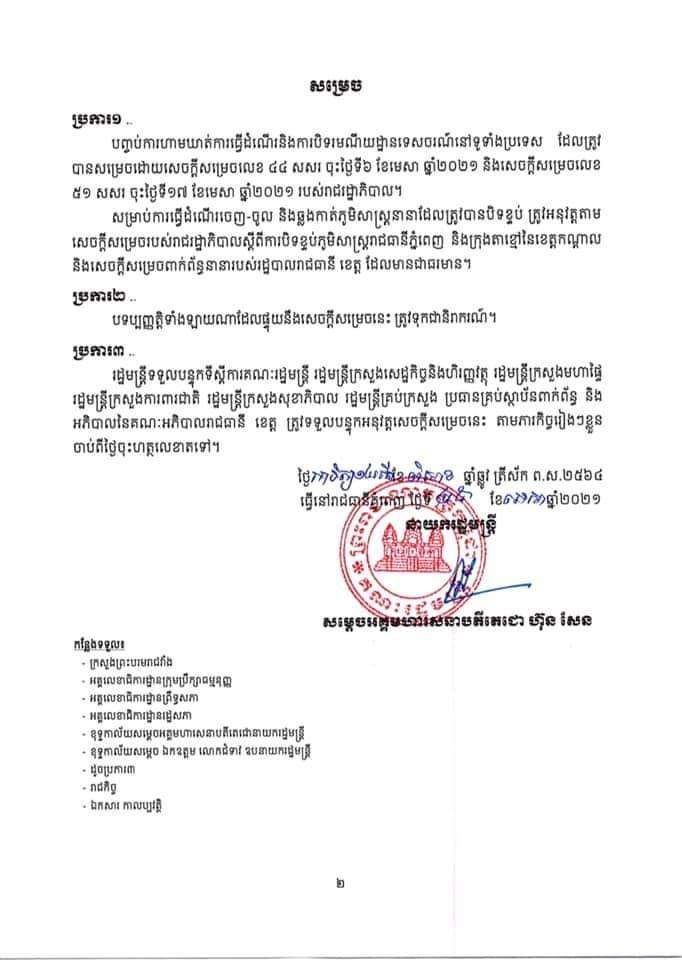 សម្រេច
ប្រការ១ ..
បញ្ចប់ការហាមឃាត់ការធ្វើដំណើរនិងការបិទរមណីយដ្ឋានទេសចរណ៍នៅទូទាំងប្រទេស ដែលត្រូវ
បានសម្រេចដោយសេចក្តីសម្រេចលេខ ៤៤ សសរ ចុះថ្ងៃទី៦ ខែមេសា ឆ្នាំ២០២១ និងសេចក្តីសម្រេចលេខ
៥១ សសរ ចុះថ្ងៃទី១៧ ខែមេសា ឆ្នាំ២០២១ របស់រាជរដ្ឋាភិបាល។
សម្រាប់ការធ្វើដំណើរចេញ-ចូល និងឆ្លងកាត់ភូមិសាស្ត្រនានាដែលត្រូវបានបិទខ្ទប់ ត្រូវអនុវត្តតាម
សេចក្តីសម្រេចរបស់រាជរដ្ឋាភិបាលស្តីពីការបិទខ្ទប់ភូមិសាស្ត្ររាជធានីភ្នំពេញ និងក្រុងតាខ្មៅនៃខេត្តកណ្តាល
និងសេចក្តីសម្រេចពាក់ព័ន្ធនានារបស់រដ្ឋបាលរាជធានី ខេត្ត ដែលមានជាធរមាន។
ប្រការ២ ..
បទប្បញ្ញត្តិទាំងឡាយណាដែលផ្ទុយនឹងសេចក្តីសម្រេចនេះ ត្រូវទុកជានិរាករណ៍។
ប្រការ៣ ..
រដ្ឋមន្ត្រីទទួលបន្ទុកទីស្តីការគណៈរដ្ឋមន្ត្រី រដ្ឋមន្ត្រីក្រសួងសេដ្ឋកិច្ចនិងហិរញ្ញវត្ថុ រដ្ឋមន្ត្រីក្រសួងមហាផ្ទៃ
រដ្ឋមន្ត្រីក្រសួងការពារជាតិ រដ្ឋមន្ត្រីក្រសួងសុខាភិបាល រដ្ឋមន្ត្រីគ្រប់ក្រសួង ប្រធានគ្រប់ស្ថាប័នពាក់ព័ន្ធ និង
អភិបាលនៃគណៈអភិបាលរាជធានី ខេត្ត ត្រូវទទួលបន្ទុកអនុវត្តសេចក្តីសម្រេចនេះ តាមភារកិច្ចរៀងៗខ្លួន
ចាប់ពីថ្ងៃចុះហត្ថលេខាតទៅ។
ថ្ងៃ ខែ ពិសាខ ឆ្នាំឆ្លូវ ត្រីស័ក ព.ស.២៥៦៤
ធ្វើនៅរាជធានីភ្នំពេញ ថ្ងៃទី ខែ ឆ្នាំ២០២១
នាយករដ្ឋមន្ត្រី
ព្រះរាជាណាចក្រកម្ពុជា
គណៈរដ្ឋមន្ត្រី
សម្តេចអគ្គមហាសេនាបតីតេជោ ហ៊ុន សែន
កន្លែងទទួល៖
- ក្រសួងព្រះបរមរាជវាំង
- អគ្គលេខាធិការដ្ឋានក្រុមប្រឹក្សាធម្មនុញ្ញ
- អគ្គលេខាធិការដ្ឋានព្រឹទ្ធសភា
- អគ្គលេខាធិការដ្ឋានរដ្ឋសភា
- ខុទ្ទកាល័យសម្តេចអគ្គមហាសេនាបតីតេជោនាយករដ្ឋមន្ត្រី
- ខុទ្ទកាល័យសម្តេច ឯកឧត្តម លោកជំទាវ ឧបនាយករដ្ឋមន្ត្រី
- ដូចប្រការ៣
- រាជកិច្ច
- ឯកសារ កាលប្បវត្តិ
២